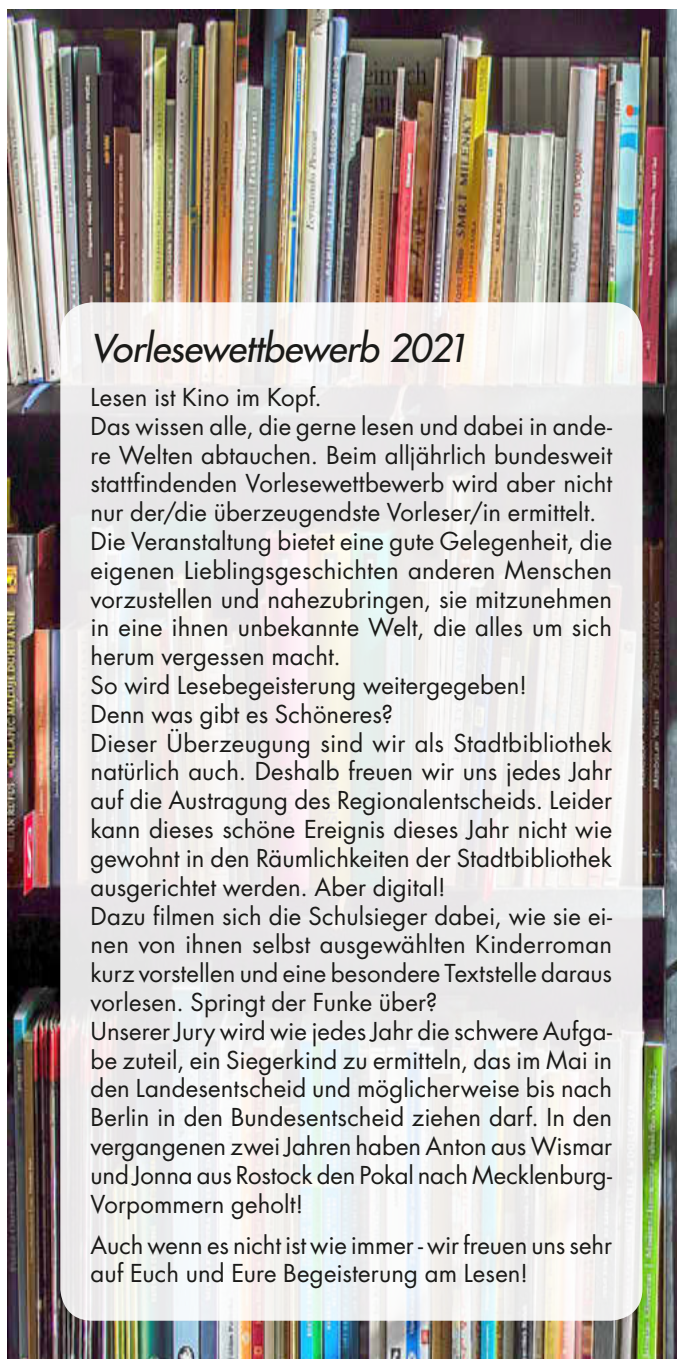 Fernando Pessoa
SMRT MILENKY
TO JE VOJNA!
Vorlesewettbewerb 2021
Lesen ist Kino im Kopf.
Das wissen alle, die gerne lesen und dabei in ande-
re Welten abtauchen. Beim alljährlich bundesweit
stattfindenden Vorlesewettbewerb wird aber nicht
nur der/die überzeugendste Vorleser/in ermittelt.
Die Veranstaltung bietet eine gute Gelegenheit, die
eigenen Lieblingsgeschichten anderen Menschen
vorzustellen und nahezubringen, sie mitzunehmen
in eine ihnen unbekannte Welt, die alles um sich
herum vergessen macht.
So wird Lesebegeisterung weitergegeben!
Denn was gibt es Schöneres?
Dieser Überzeugung sind wir als Stadtbibliothek
natürlich auch. Deshalb freuen wir uns jedes Jahr
auf die Austragung des Regionalentscheids. Leider
kann dieses schöne Ereignis dieses Jahr nicht wie
gewohnt in den Räumlichkeiten der Stadtbibliothek
ausgerichtet werden. Aber digital!
Dazu filmen sich die Schulsieger dabei, wie sie ei-
nen von ihnen selbst ausgewählten Kinderroman
kurz vorstellen und eine besondere Textstelle daraus
vorlesen. Springt der Funke über?
Unserer Jury wird wie jedes Jahr die schwere Aufga-
be zuteil, ein Siegerkind zu ermitteln, das im Mai in
den Landesentscheid und möglicherweise bis nach
Berlin in den Bundesentscheid ziehen darf. In den
vergangenen zwei Jahren haben Anton aus Wismar
und Jonna aus Rostock den Pokal nach Mecklenburg-
Vorpommern geholt!
Auch wenn es nicht ist wie immer - wir freuen uns sehr
auf Euch und Eure Begeisterung am Lesen!